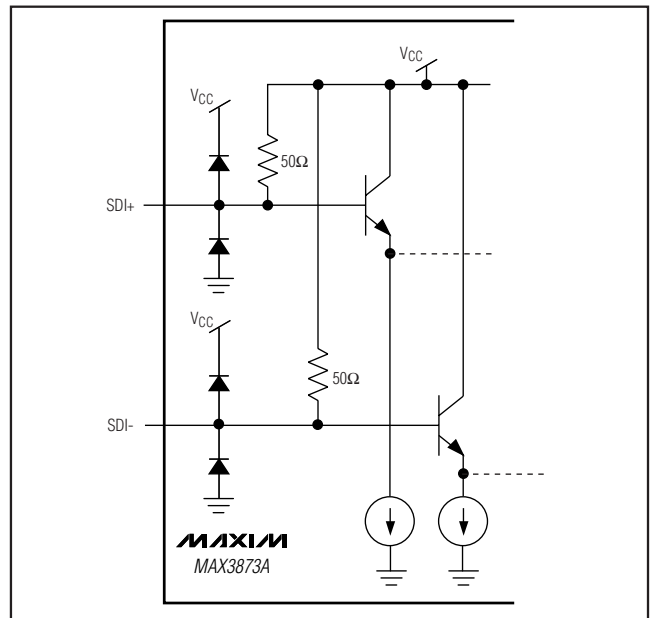 VCC
VCC
50Ω
SDI+
VCC
50Ω
SDI-
MAXIM
MAX3873A